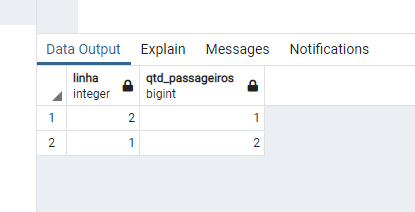 Data Output Explain Messages Notifications
linha qtd_passageiros
integer bigint
1 2 1
2 1 2